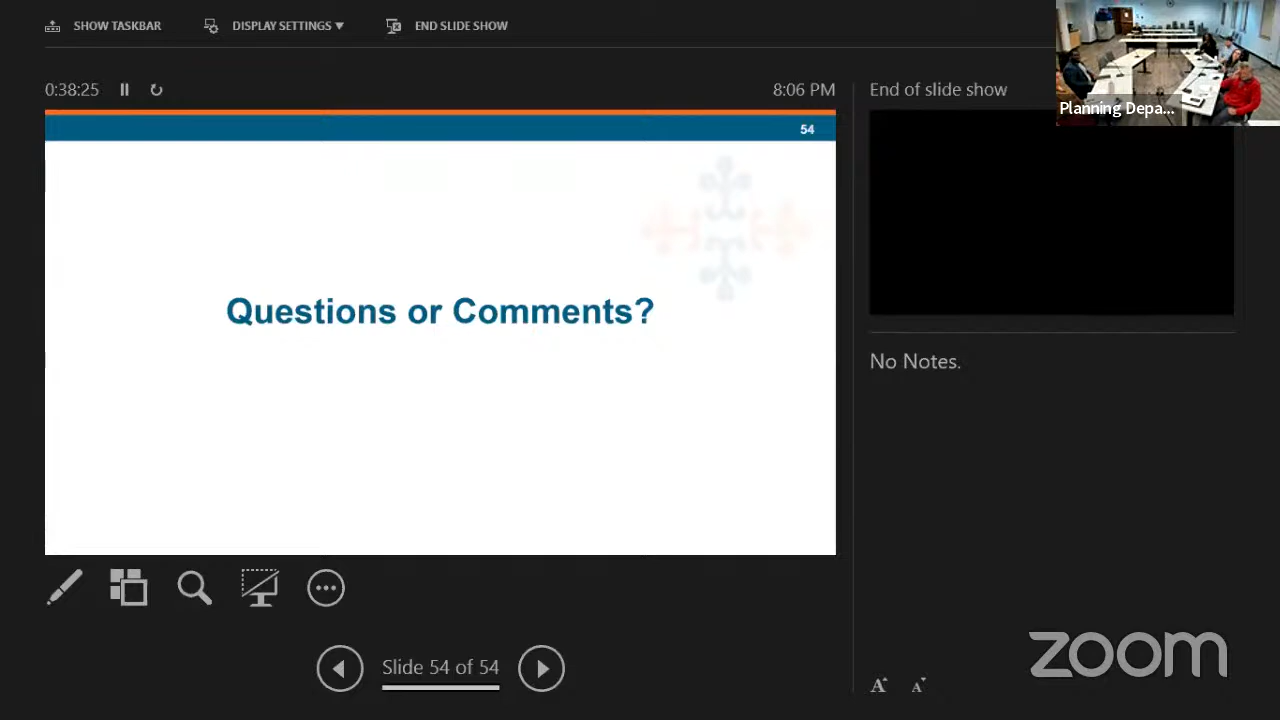 SHOW TASKBAR
DISPLAY SETTINGS
END SLIDE SHOW
Planning Depa...
0:38:25
8:06 PM
End of slide show
54
Questions or Comments?
No Notes.
Slide 54 of 54
A A
zoom